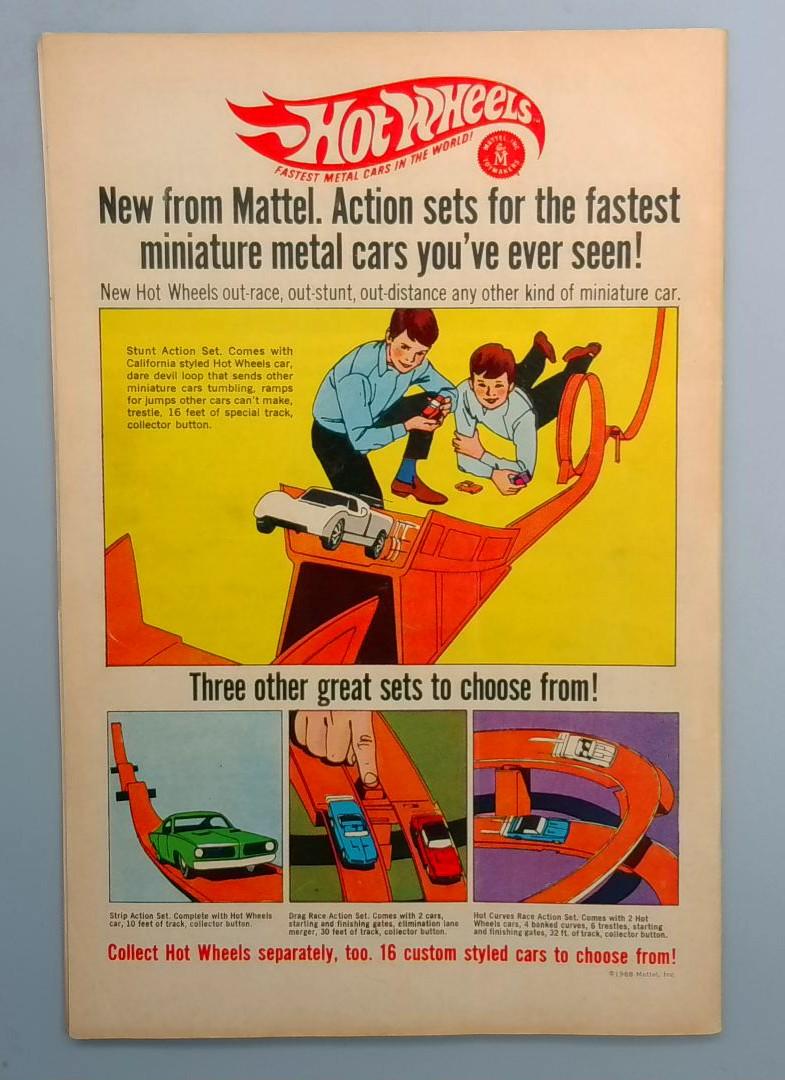 Hot Wheels
FASTEST METAL CARS IN THE WORLD!
MATTEL, INC.
M
TOYMAKERS
New from Mattel. Action sets for the fastest
miniature metal cars you've ever seen!
New Hot Wheels out-race, out-stunt, out-distance any other kind of miniature car.
Stunt Action Set. Comes with
California styled Hot Wheels car,
dare devil loop that sends other
miniature cars tumbling, ramps
for jumps other cars can't make,
trestle, 16 feet of special track,
collector button.
Three other great sets to choose from!
Strip Action Set. Complete with Hot Wheels
car, 10 feet of track, collector button.
Drag Race Action Set. Comes with 2 cars,
starting and finishing gates, elimination lane
merger, 30 feet of track, collector button.
Hot Curves Race Action Set. Comes with 2 Hot
Wheels cars, 4 banked curves, 6 trestles, starting
and finishing gates, 32 ft. of track, collector button.
Collect Hot Wheels separately, too. 16 custom styled cars to choose from!
©1968 Mattel, Inc.